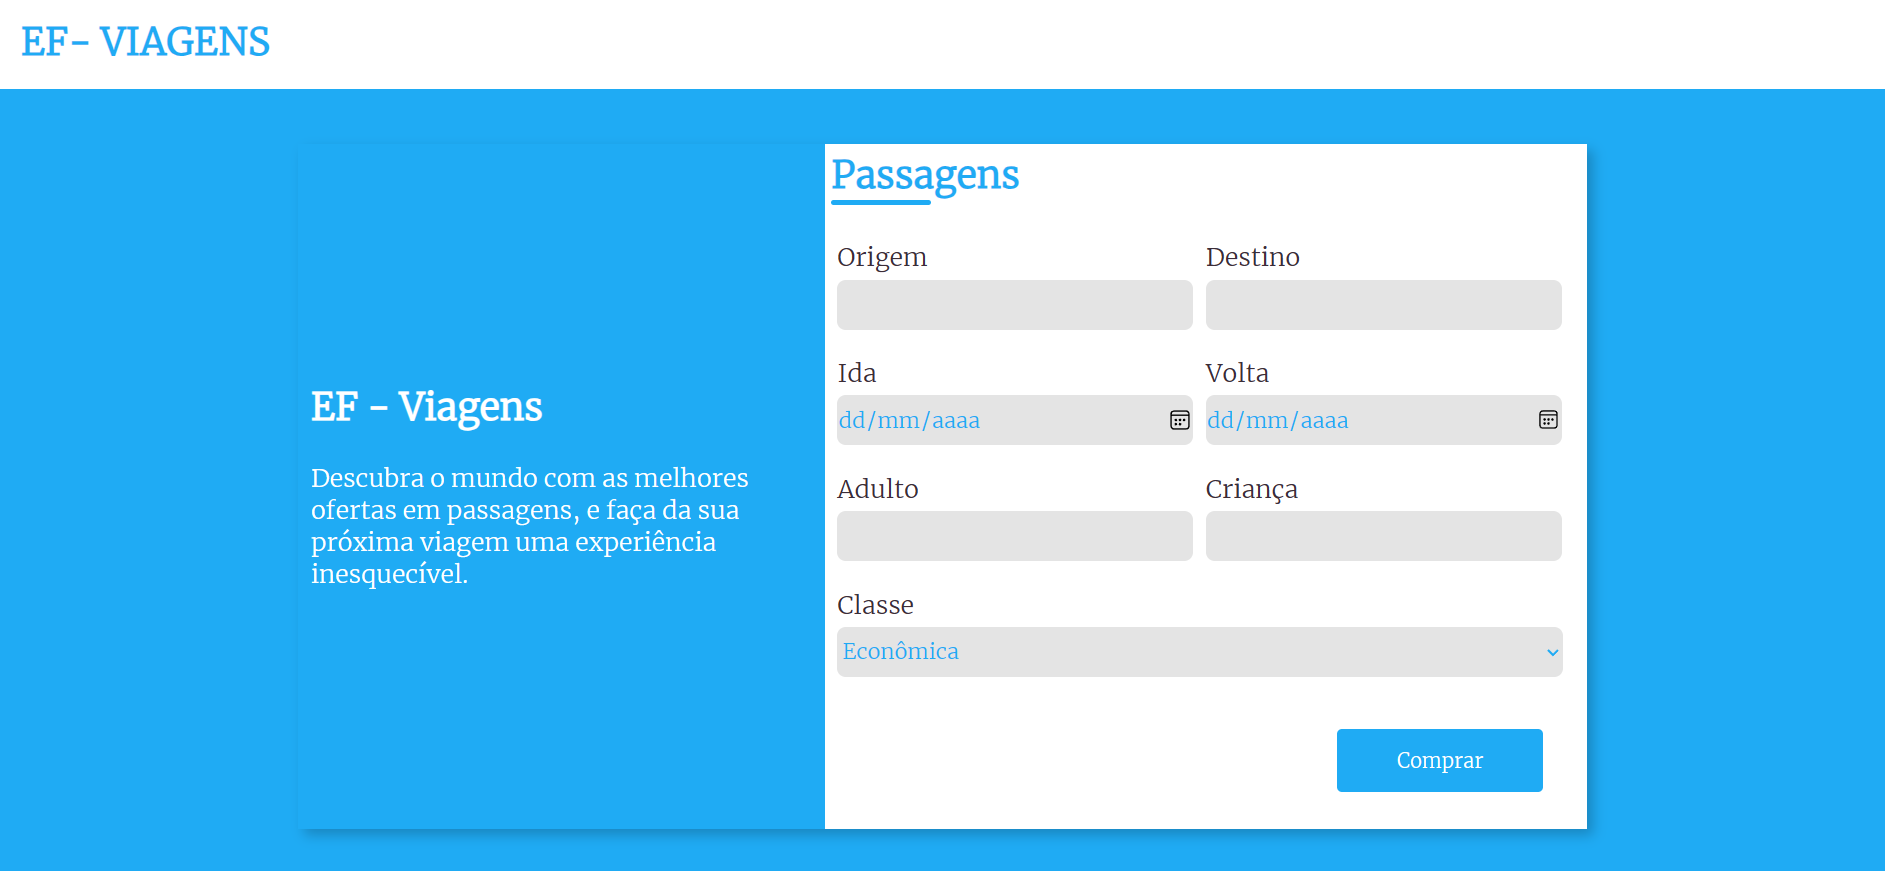 EF- VIAGENS
EF - Viagens
Descubra o mundo com as melhores
ofertas em passagens, e faça da sua
próxima viagem uma experiência
inesquecível.
Passagens
Origem
Destino
Ida
Volta
dd/mm/aaaa
dd/mm/aaaa
Adulto
Criança
Classe
Econômica
Comprar